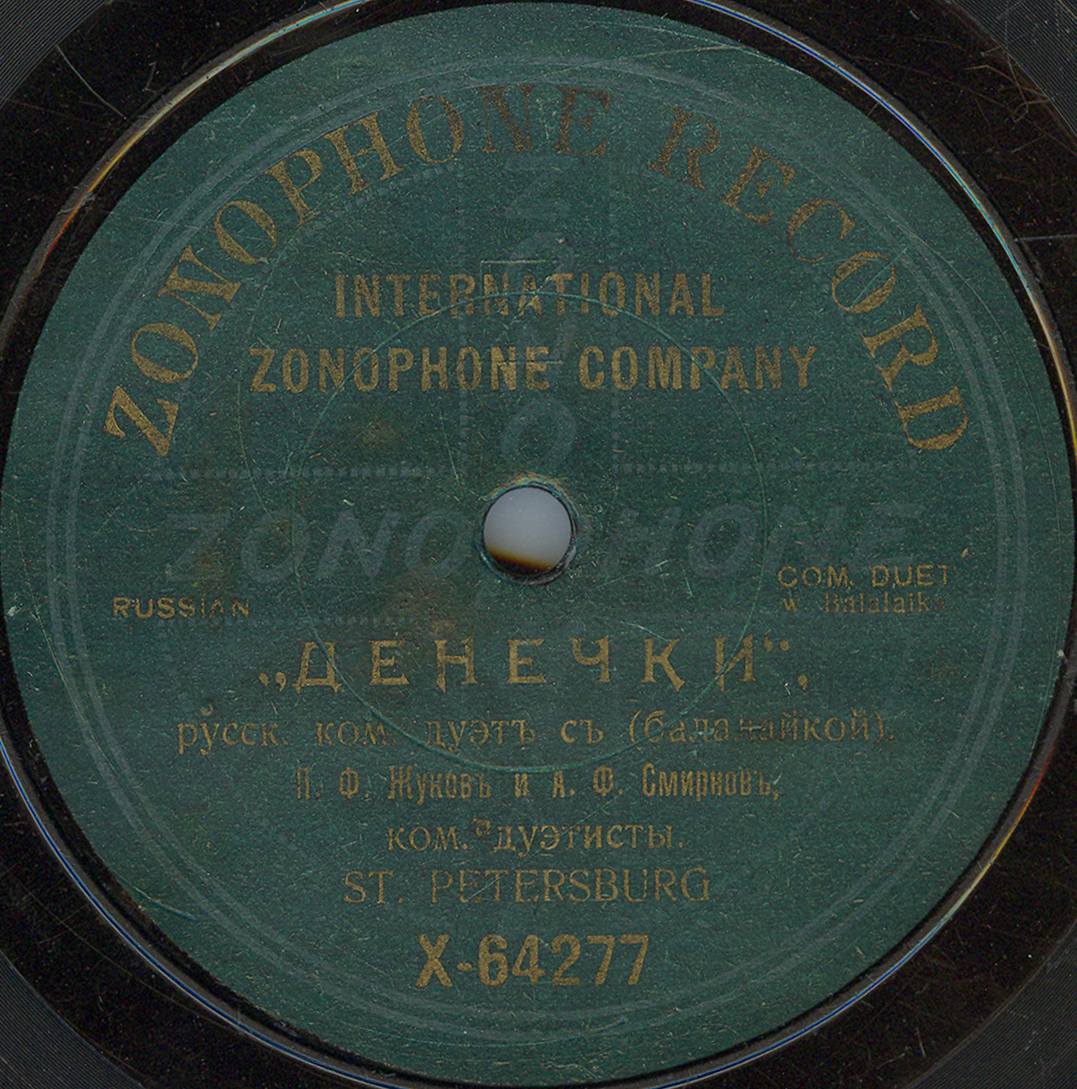 ZONOPHONE RECORD
INTERNATIONAL
ZONOPHONE COMPANY
ZONOPHONE
RUSSIAN
COM. DUET
w. Balalaika
„ДЕНЕЧКИ“,
русск. ком. дуэтъ съ (балалайкой),
П. Ф. Жуковъ и А. Ф. Смирновъ,
ком. дуэтисты.
ST. PETERSBURG.
X-64277